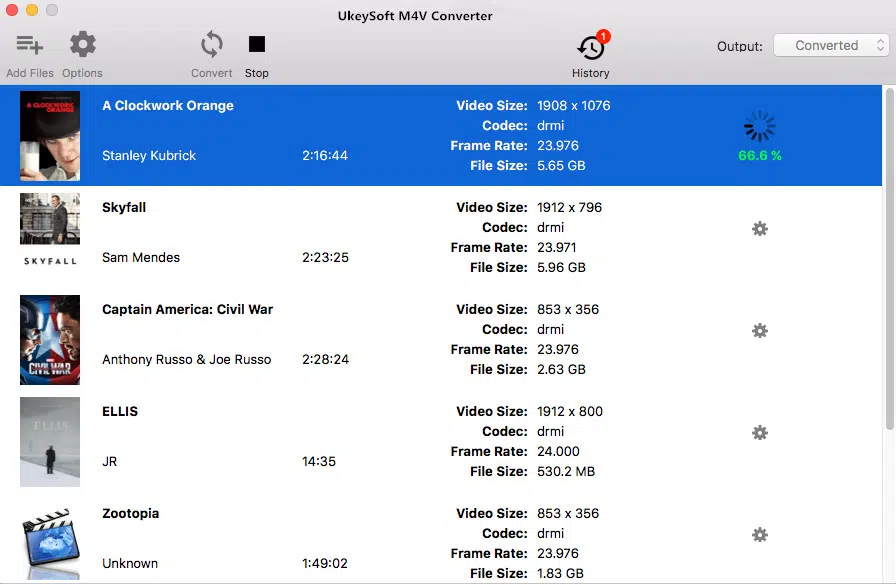 UkeySoft M4V Converter
Add Files
Options
Convert
Stop
1
History
Output:
Converted
A CLOCKWORK
ORANGE
A Clockwork Orange
Stanley Kubrick
2:16:44
Video Size: 1908 x 1076
Codec: drmi
Frame Rate: 23.976
File Size: 5.65 GB
66.6 %
SKYFALL
Skyfall
Sam Mendes
2:23:25
Video Size: 1912 x 796
Codec: drmi
Frame Rate: 23.971
File Size: 5.96 GB
CIVIL WAR
Captain America: Civil War
Anthony Russo & Joe Russo
2:28:24
Video Size: 853 x 356
Codec: drmi
Frame Rate: 23.976
File Size: 2.63 GB
ELLIS
ELLIS
JR
14:35
Video Size: 1912 x 800
Codec: drmi
Frame Rate: 24.000
File Size: 530.2 MB
Zootopia
Unknown
1:49:02
Video Size: 853 x 356
Codec: drmi
Frame Rate: 23.976
File Size: 1.83 GB